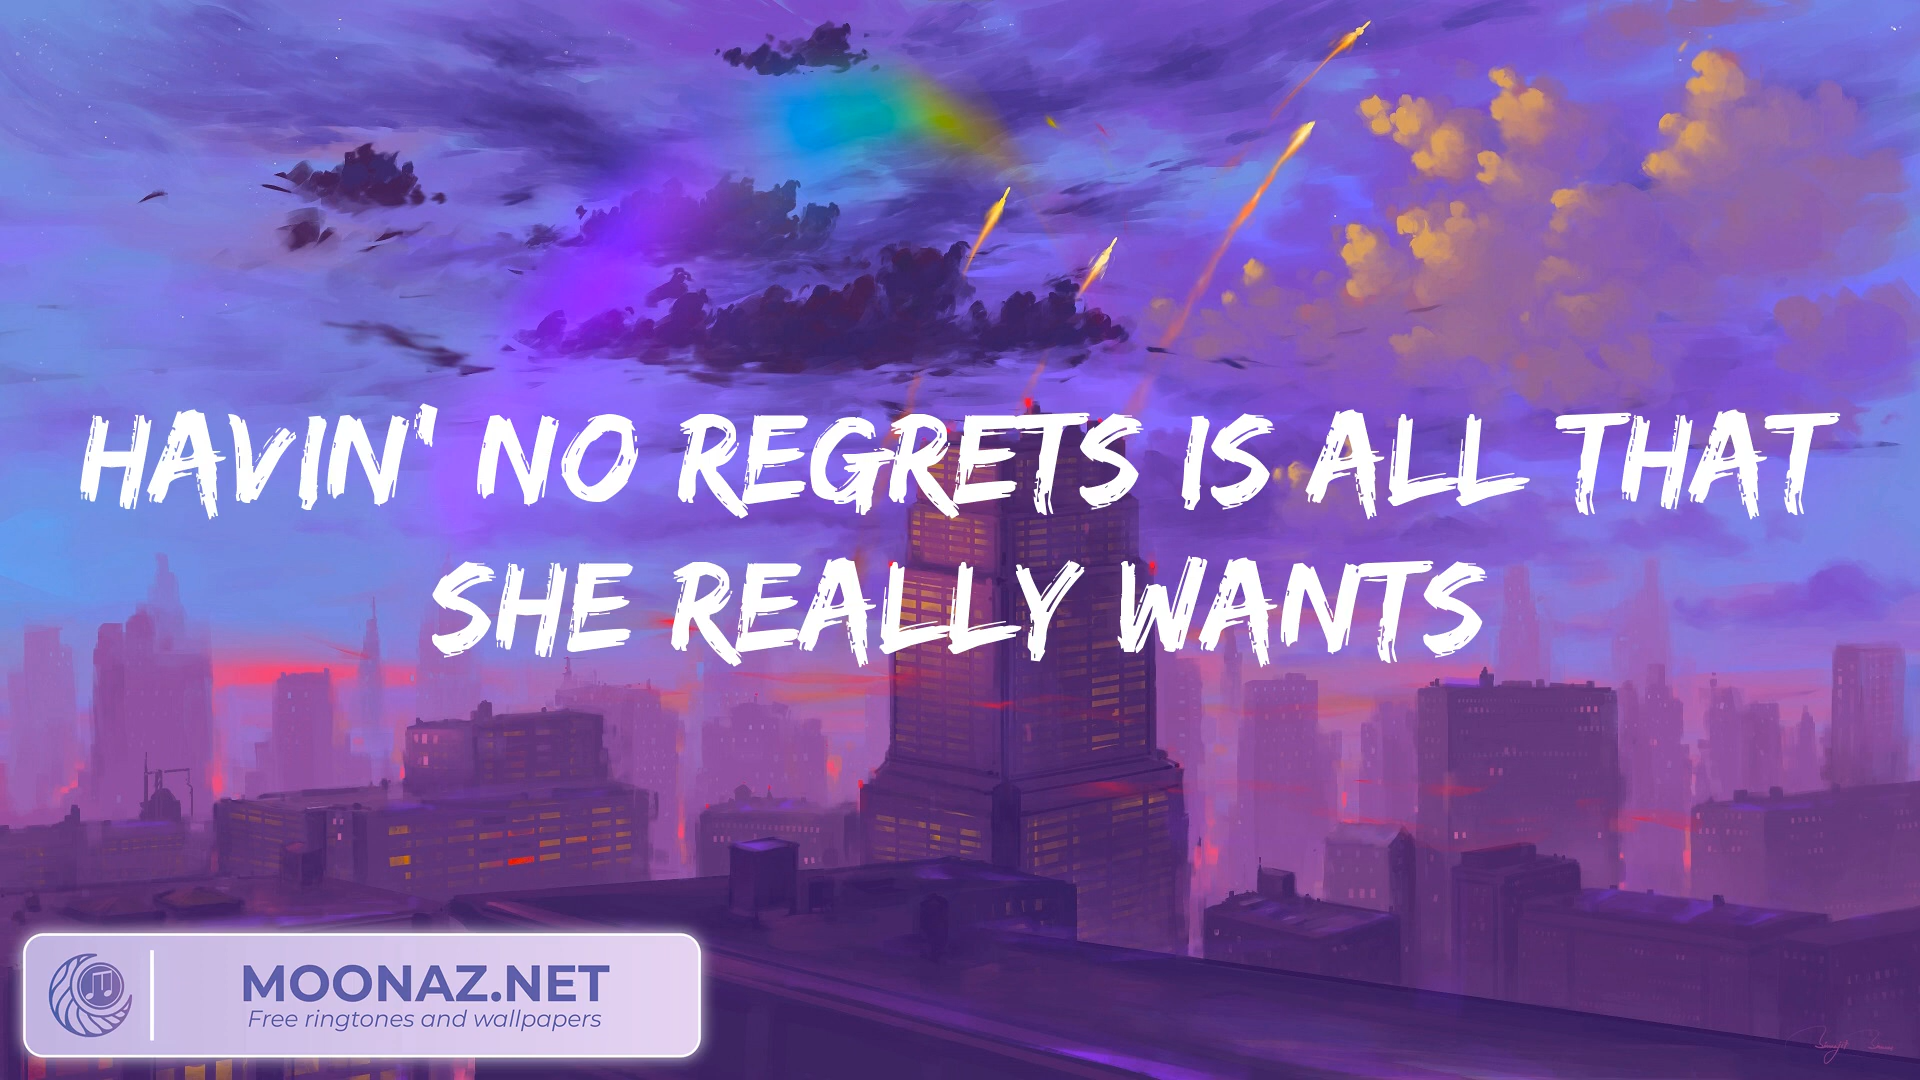 HAVIN' NO REGRETS IS ALL THAT
SHE REALLY WANTS
MOONAZ.NET
Free ringtones and wallpapers